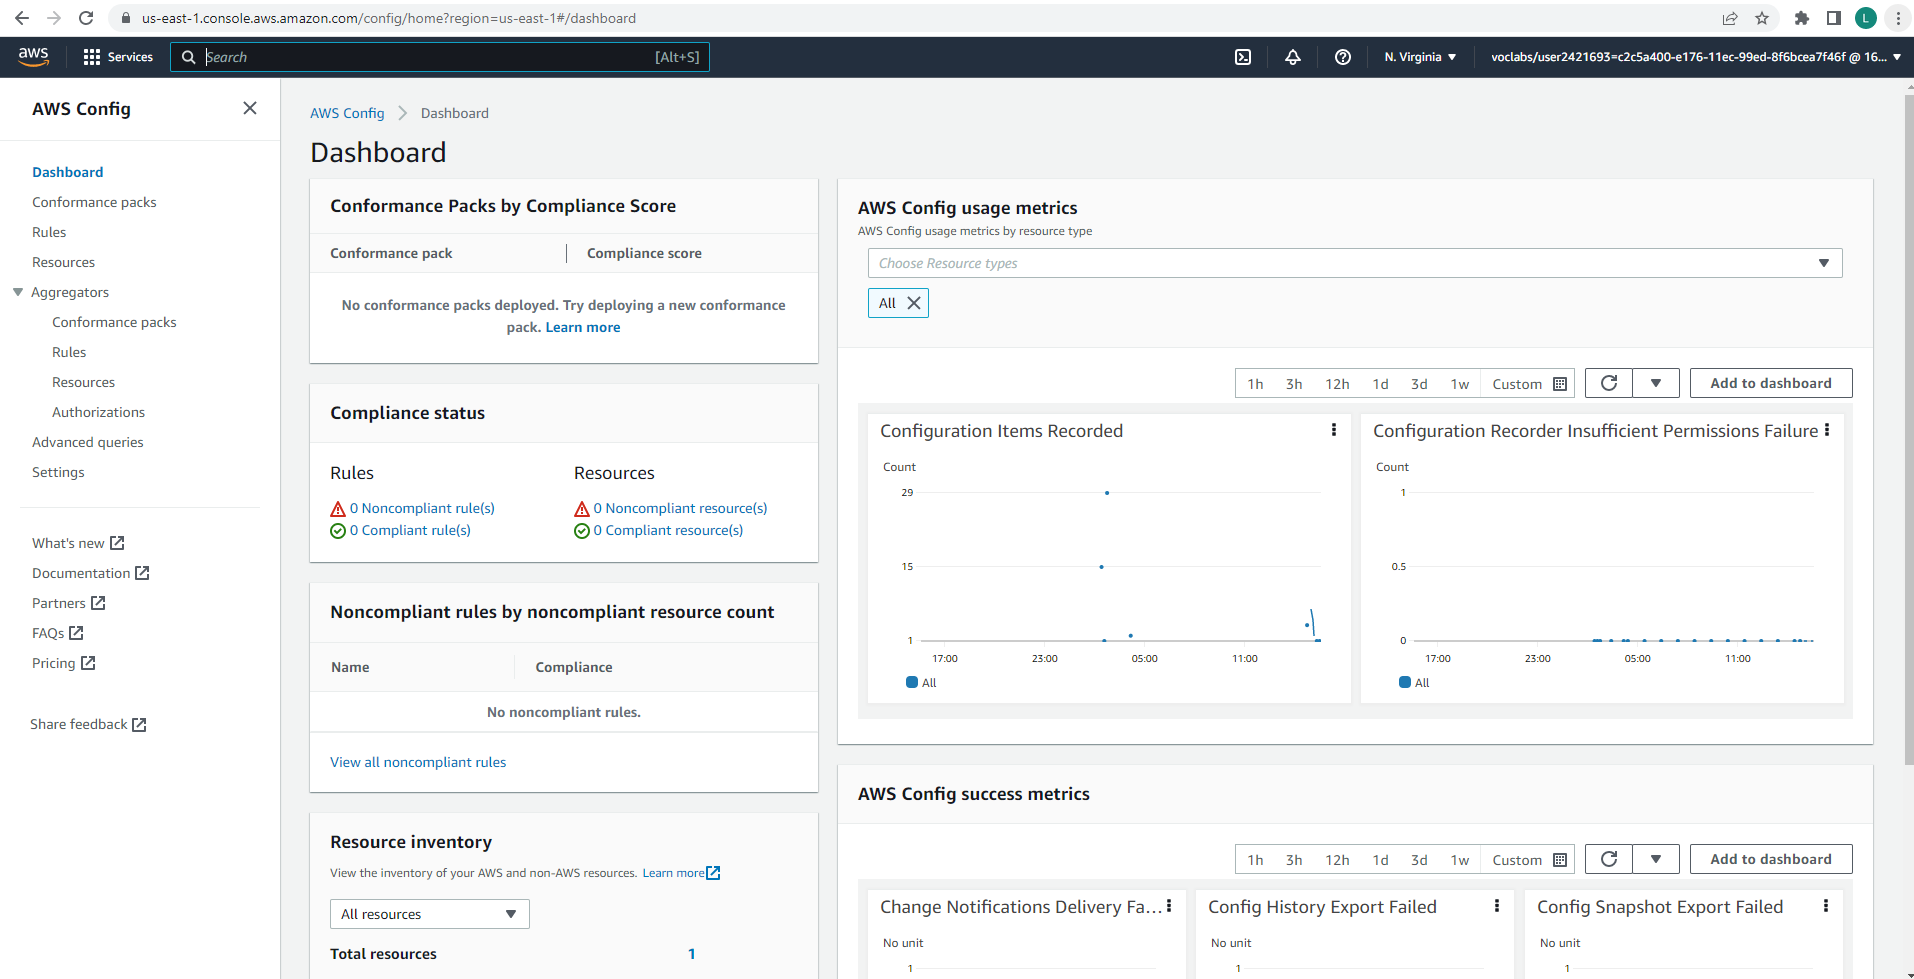 us-east-1.console.aws.amazon.com/config/home?region=us-east-1#/dashboard
L
aws
Services
Search
[Alt+S]
N. Virginia
voclabs/user2421693=c2c5a400-e176-11ec-99ed-8f6bcea7f46f @ 16...
AWS Config
Dashboard
Conformance packs
Rules
Resources
Aggregators
Conformance packs
Rules
Resources
Authorizations
Advanced queries
Settings
What's new
Documentation
Partners
FAQs
Pricing
Share feedback
AWS Config
Dashboard
Dashboard
Conformance Packs by Compliance Score
Conformance pack
Compliance score
No conformance packs deployed. Try deploying a new conformance
pack. Learn more
Compliance status
Rules
Resources
0 Noncompliant rule(s)
0 Noncompliant resource(s)
0 Compliant rule(s)
0 Compliant resource(s)
Noncompliant rules by noncompliant resource count
Name
Compliance
No noncompliant rules.
View all noncompliant rules
Resource inventory
View the inventory of your AWS and non-AWS resources. Learn more
All resources
Total resources
1
AWS Config usage metrics
AWS Config usage metrics by resource type
Choose Resource types
All
1h 3h 12h 1d 3d 1w Custom
Add to dashboard
Configuration Items Recorded
Count
29
15
1
17:00 23:00 05:00 11:00
All
Configuration Recorder Insufficient Permissions Failure
Count
1
0.5
0
17:00 23:00 05:00 11:00
All
AWS Config success metrics
1h 3h 12h 1d 3d 1w Custom
Add to dashboard
Change Notifications Delivery Fa...
No unit
1
Config History Export Failed
No unit
1
Config Snapshot Export Failed
No unit
1